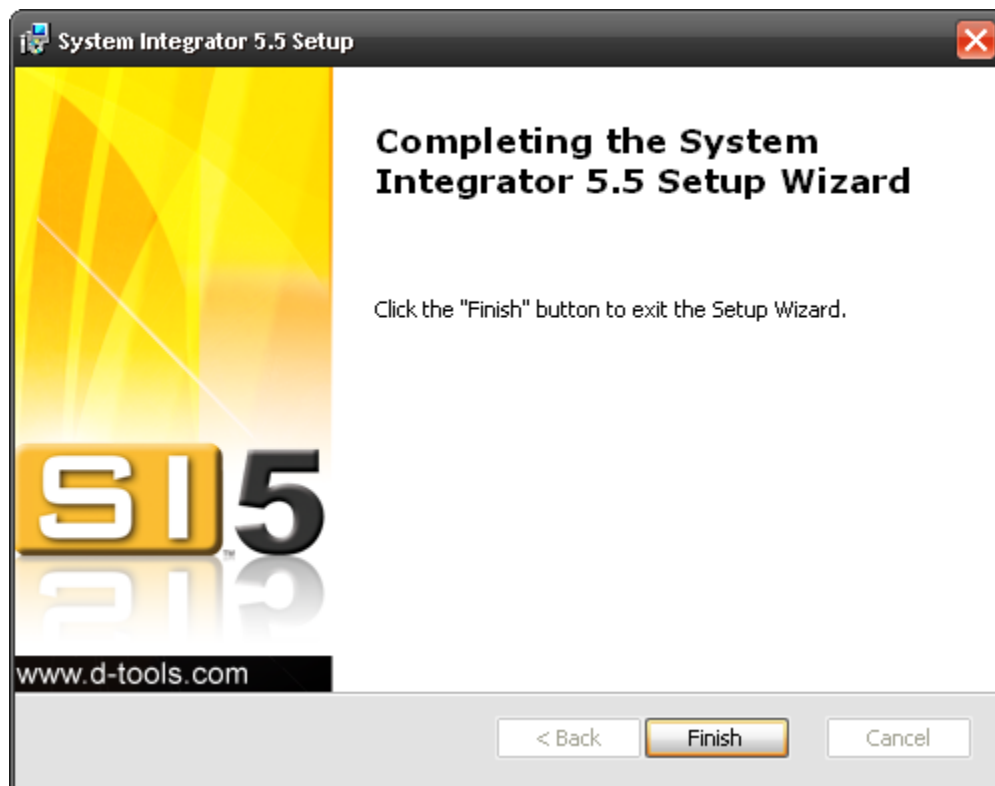 System Integrator 5.5 Setup
Completing the System
Integrator 5.5 Setup Wizard
Click the "Finish" button to exit the Setup Wizard.
SI5
™
www.d-tools.com
< Back
Finish
Cancel